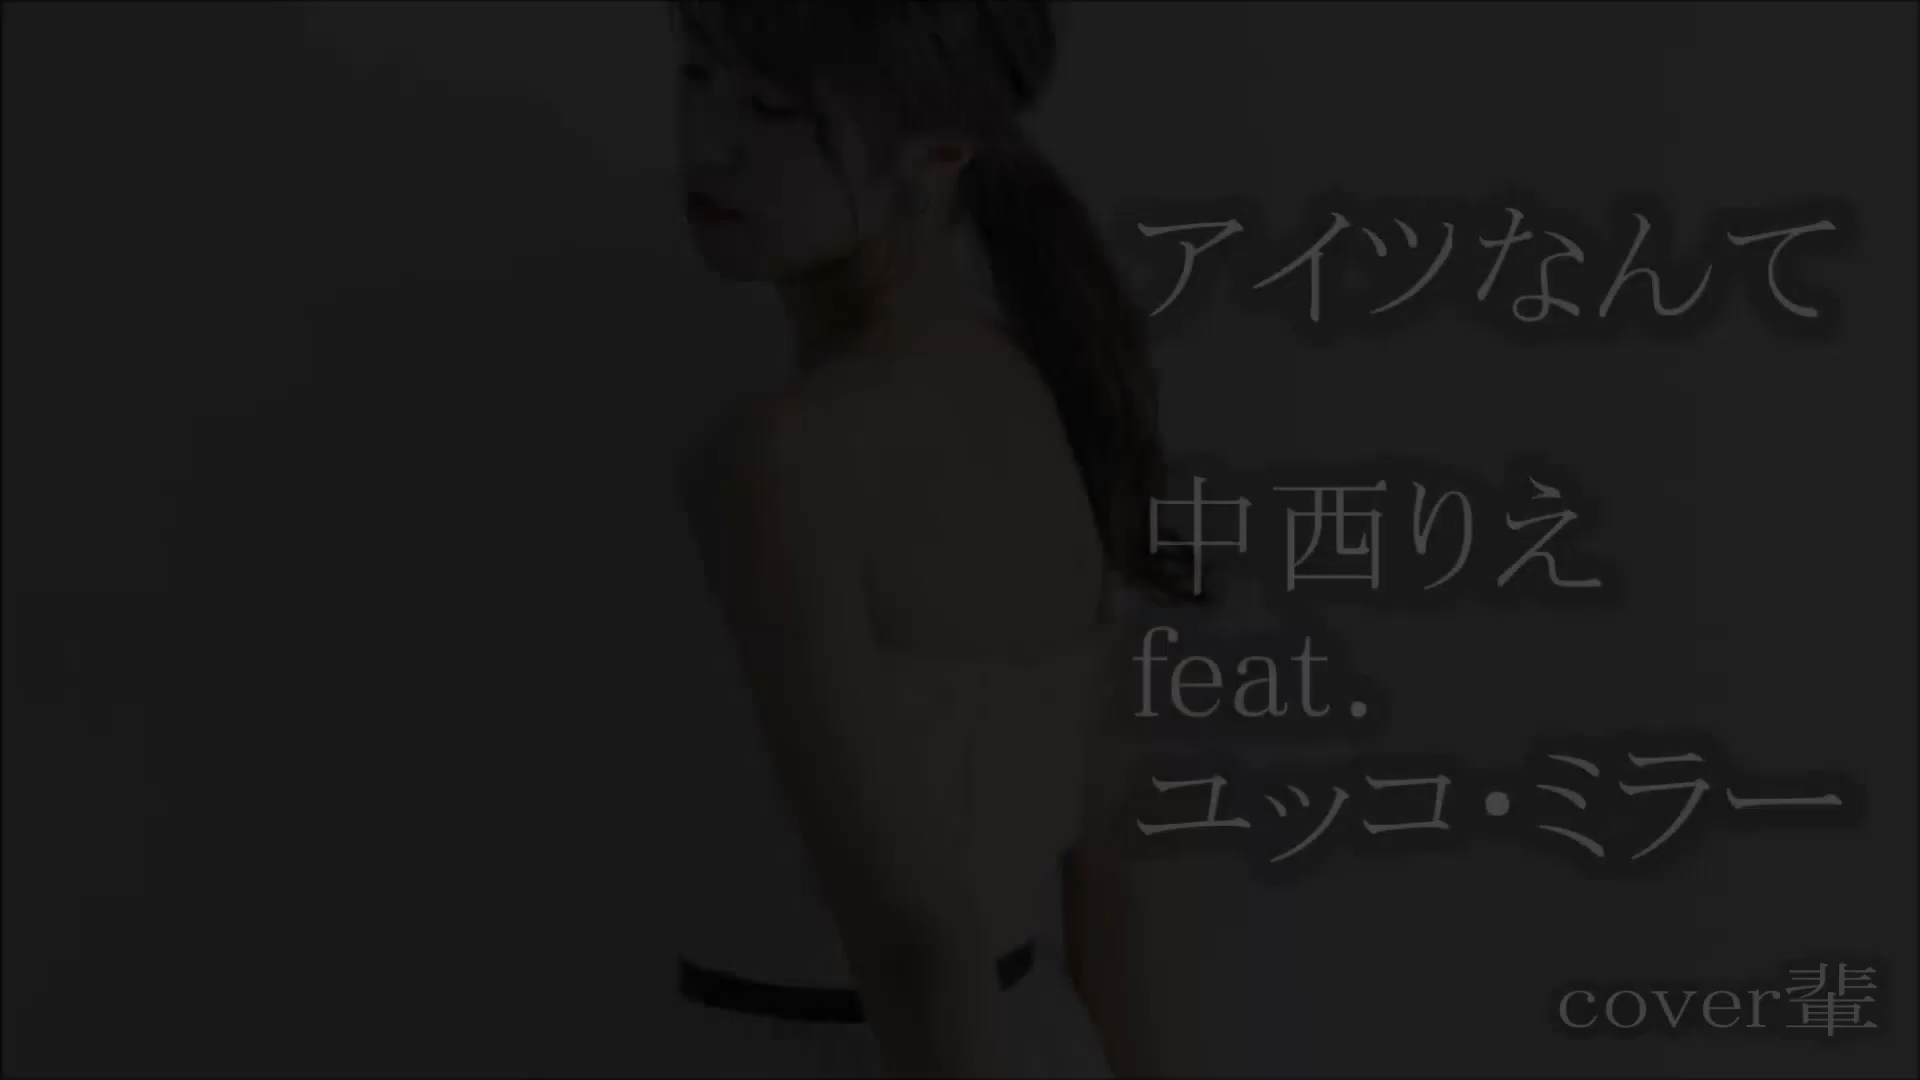 アイツなんて
中西りえ
feat.
ユッコ・ミラー
cover輩